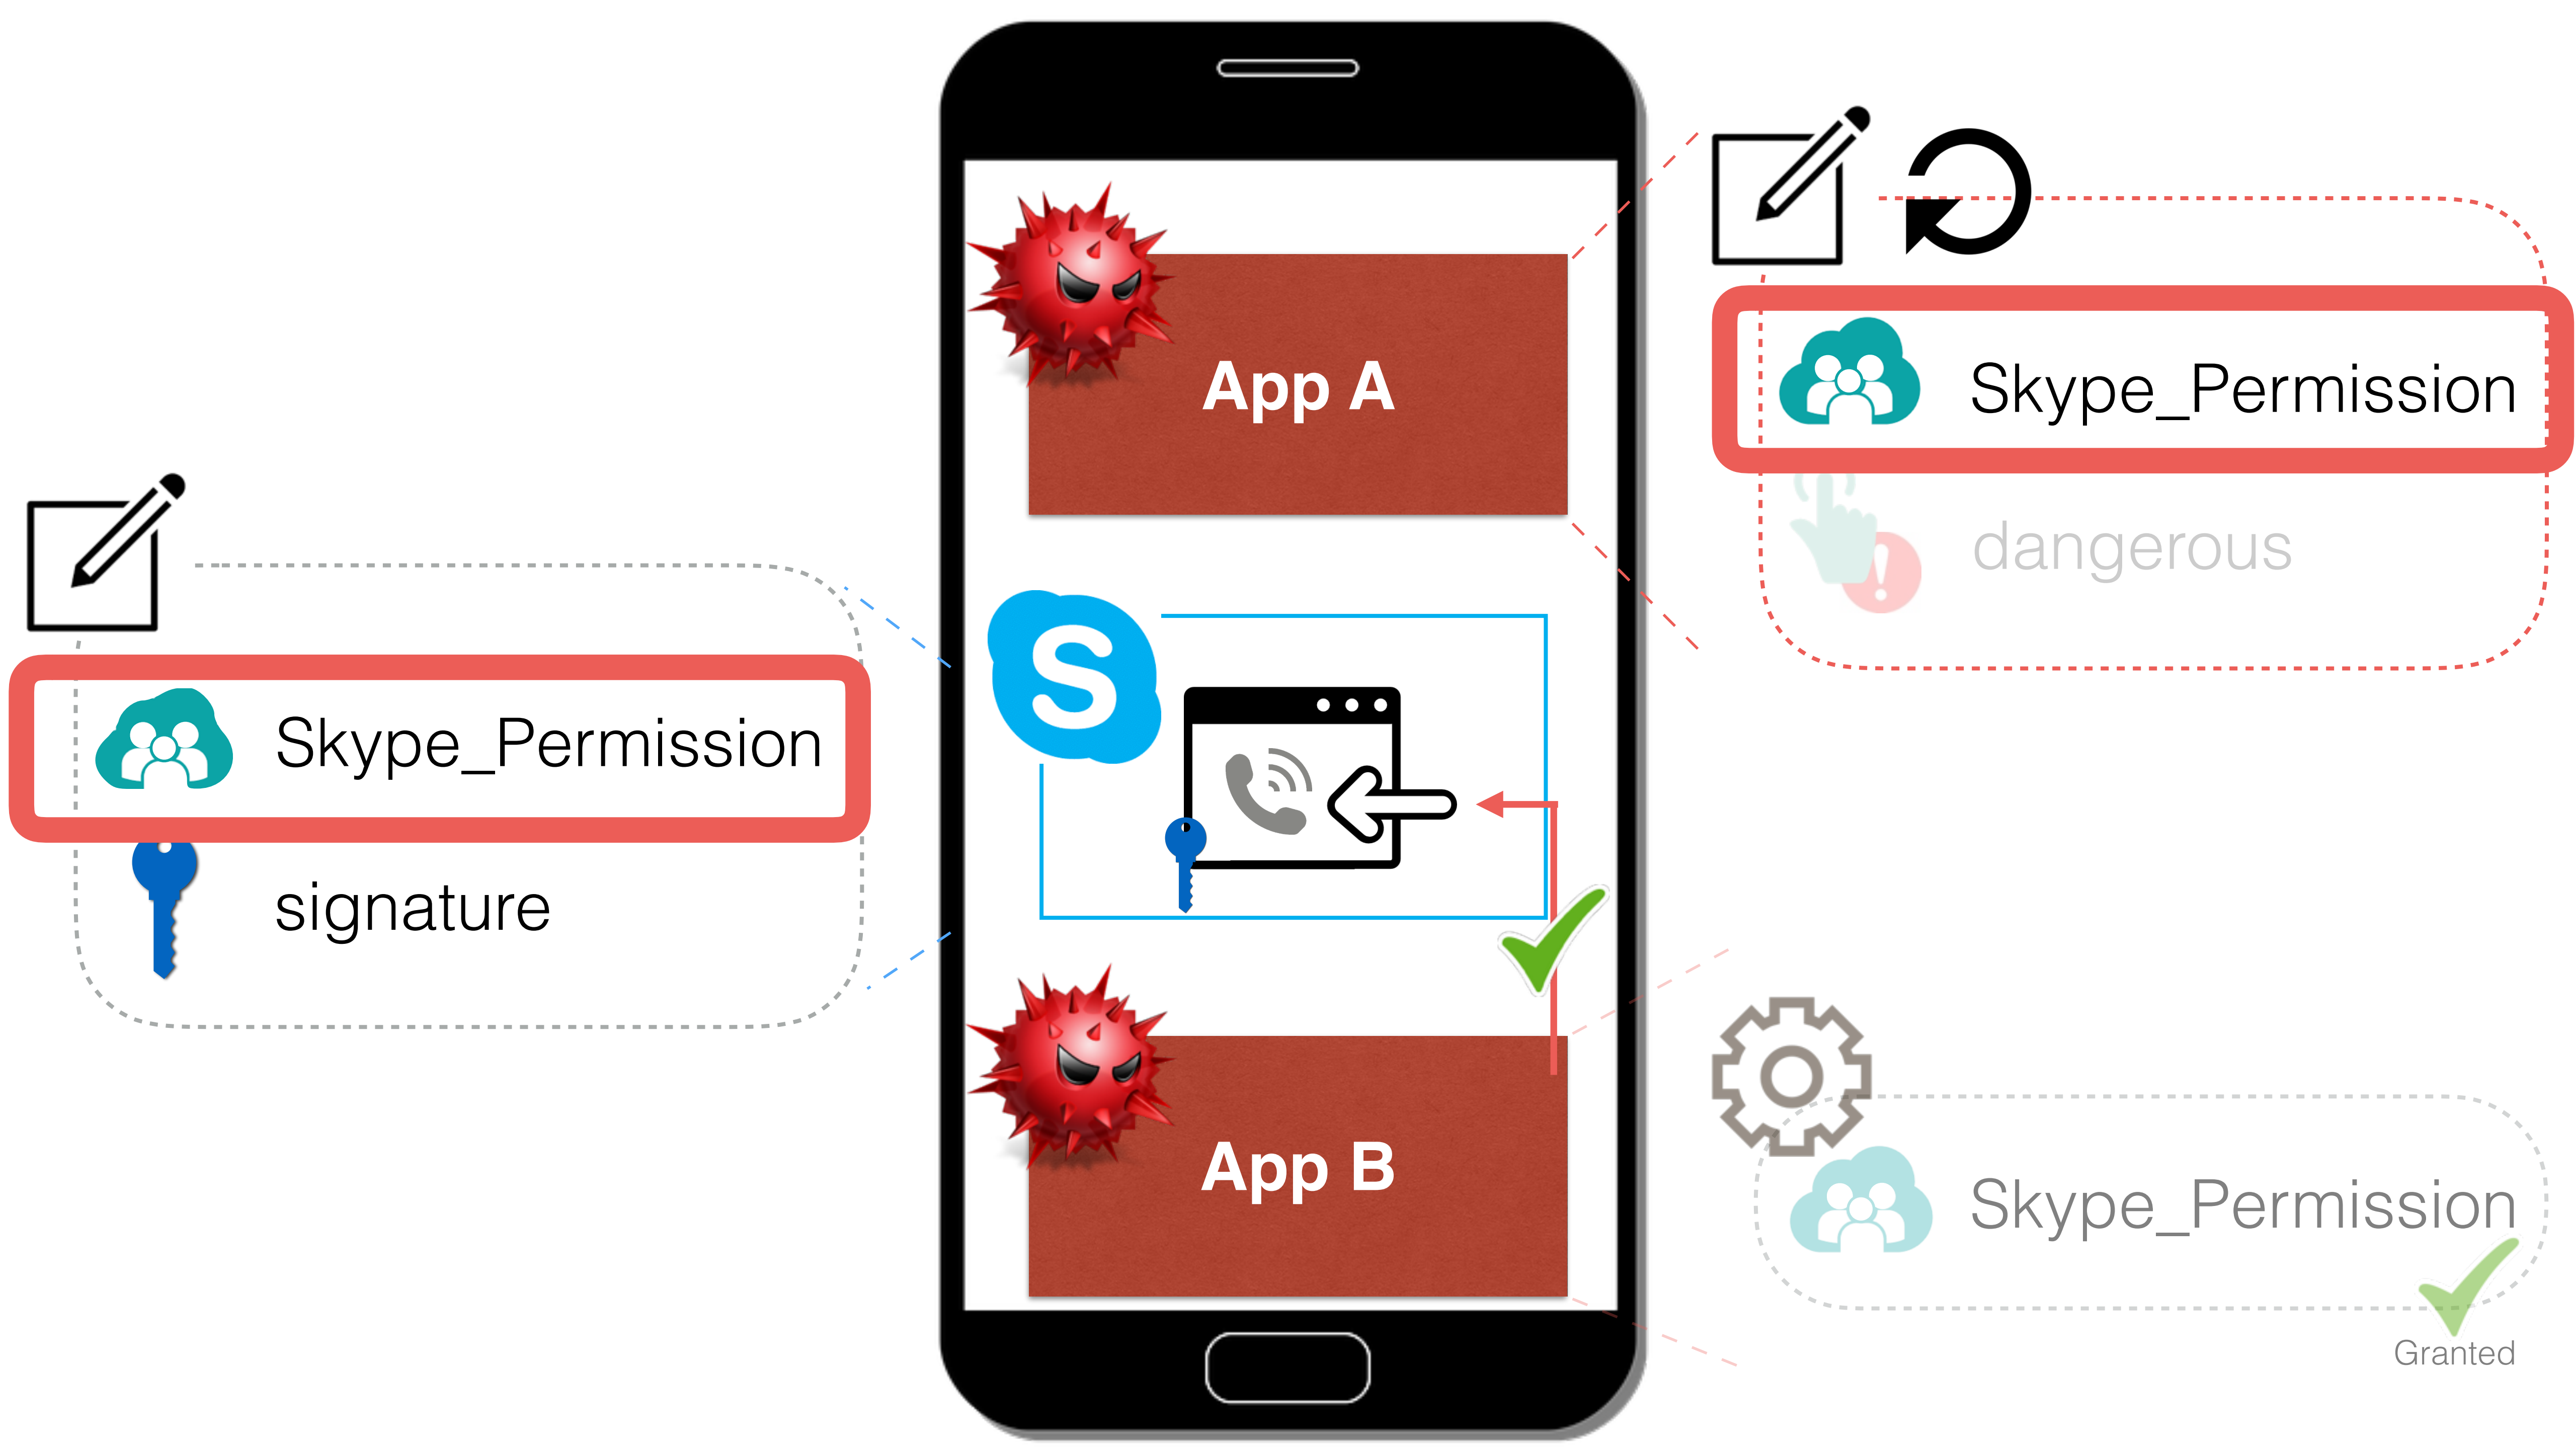 App A
Skype_Permission
dangerous
Skype_Permission
signature
S
App B
Skype_Permission
Granted